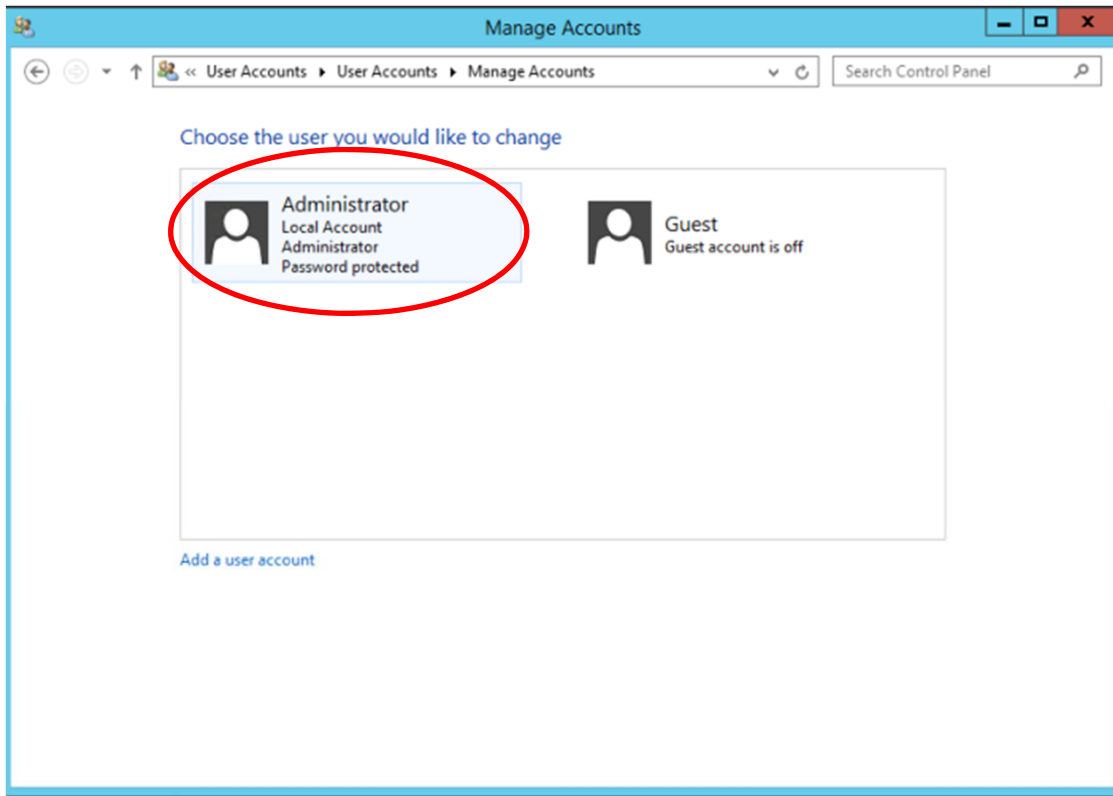 Manage Accounts
« User Accounts ▸ User Accounts ▸ Manage Accounts
Search Control Panel
Choose the user you would like to change
Administrator
Local Account
Administrator
Password protected
Guest
Guest account is off
Add a user account